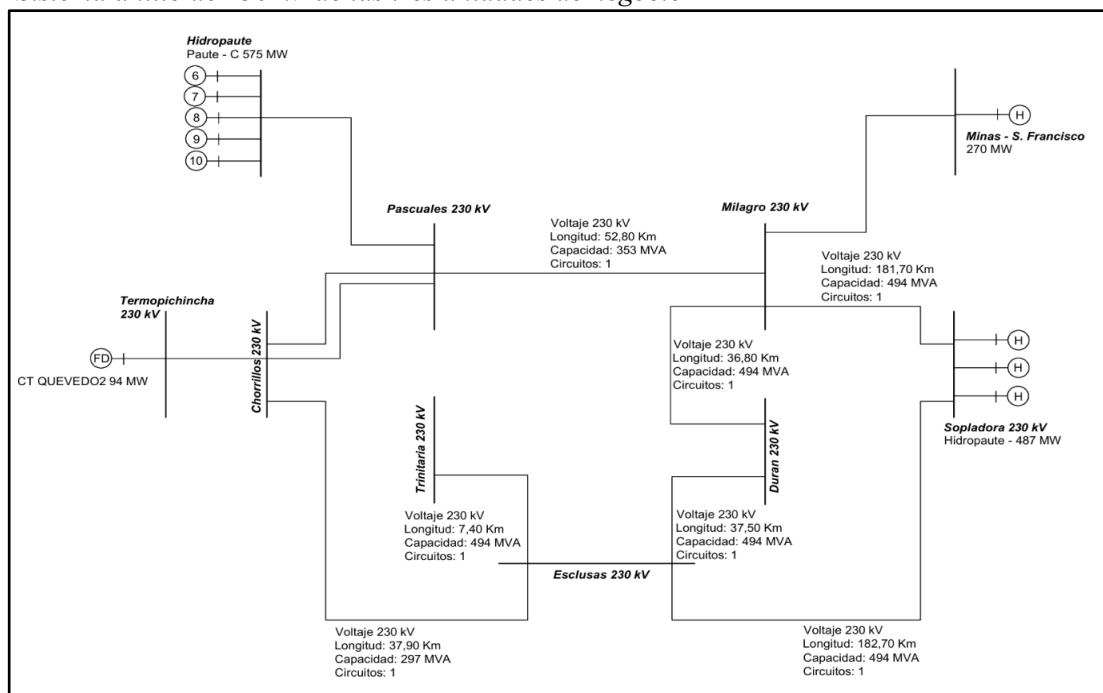 Hidropaute
Paute - C 575 MW
6
7
8
9
10
H
Minas - S. Francisco
270 MW
Pascuales 230 kV
Milagro 230 kV
Voltaje 230 kV
Longitud: 52,80 Km
Capacidad: 353 MVA
Circuitos: 1
Voltaje 230 kV
Longitud: 181,70 Km
Capacidad: 494 MVA
Circuitos: 1
Termopichincha
230 kV
FD
CT QUEVEDO2 94 MW
Chorrillos 230 kV
Voltaje 230 kV
Longitud: 36,80 Km
Capacidad: 494 MVA
Circuitos: 1
H
H
H
Sopladora 230 kV
Hidropaute - 487 MW
Trinitaria 230 kV
Duran 230 kV
Voltaje 230 kV
Longitud: 7,40 Km
Capacidad: 494 MVA
Circuitos: 1
Voltaje 230 kV
Longitud: 37,50 Km
Capacidad: 494 MVA
Circuitos: 1
Esclusas 230 kV
Voltaje 230 kV
Longitud: 37,90 Km
Capacidad: 297 MVA
Circuitos: 1
Voltaje 230 kV
Longitud: 182,70 Km
Capacidad: 494 MVA
Circuitos: 1